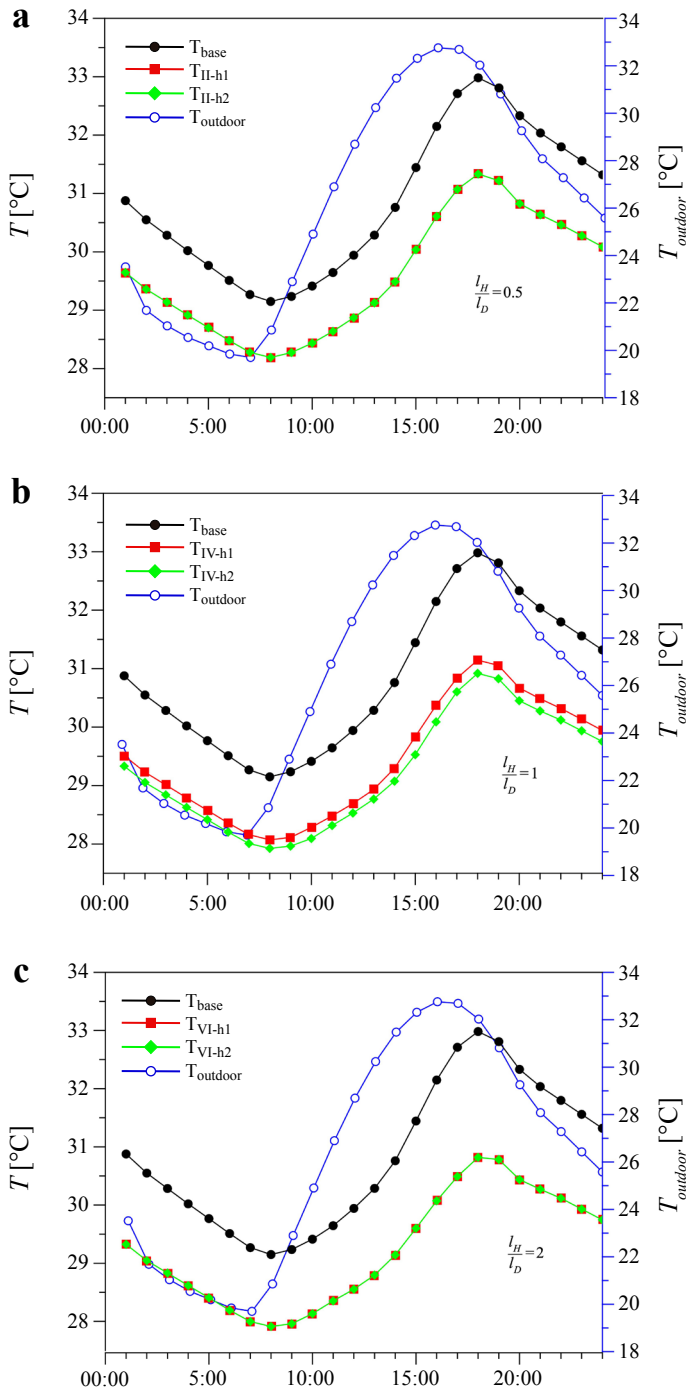 a
34
33
32
31
30
29
28
T [°C]
T_base
T_II-h1
T_II-h2
T_outdoor
l_H/l_D=0.5
34
32
30
28
26
24
22
20
18
T_outdoor [°C]
00:00 5:00 10:00 15:00 20:00
b
34
33
32
31
30
29
28
T [°C]
T_base
T_IV-h1
T_IV-h2
T_outdoor
l_H/l_D=1
34
32
30
28
26
24
22
20
18
T_outdoor [°C]
00:00 5:00 10:00 15:00 20:00
c
34
33
32
31
30
29
28
T [°C]
T_base
T_VI-h1
T_VI-h2
T_outdoor
l_H/l_D=2
34
32
30
28
26
24
22
20
18
T_outdoor [°C]
00:00 5:00 10:00 15:00 20:00